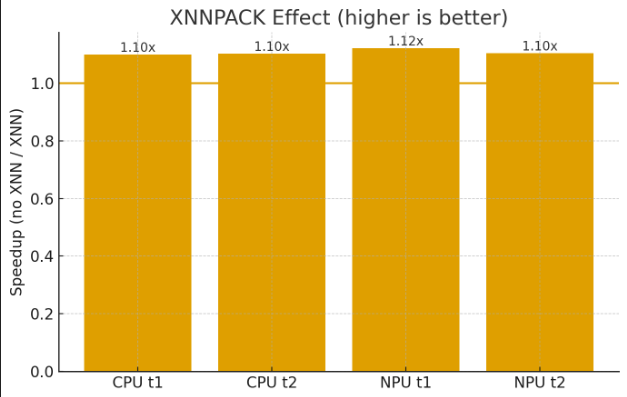 XNNPACK Effect (higher is better)
1.10x 1.10x 1.12x 1.10x
1.0
0.8
0.6
0.4
0.2
0.0
Speedup (no XNN / XNN)
CPU t1 CPU t2 NPU t1 NPU t2